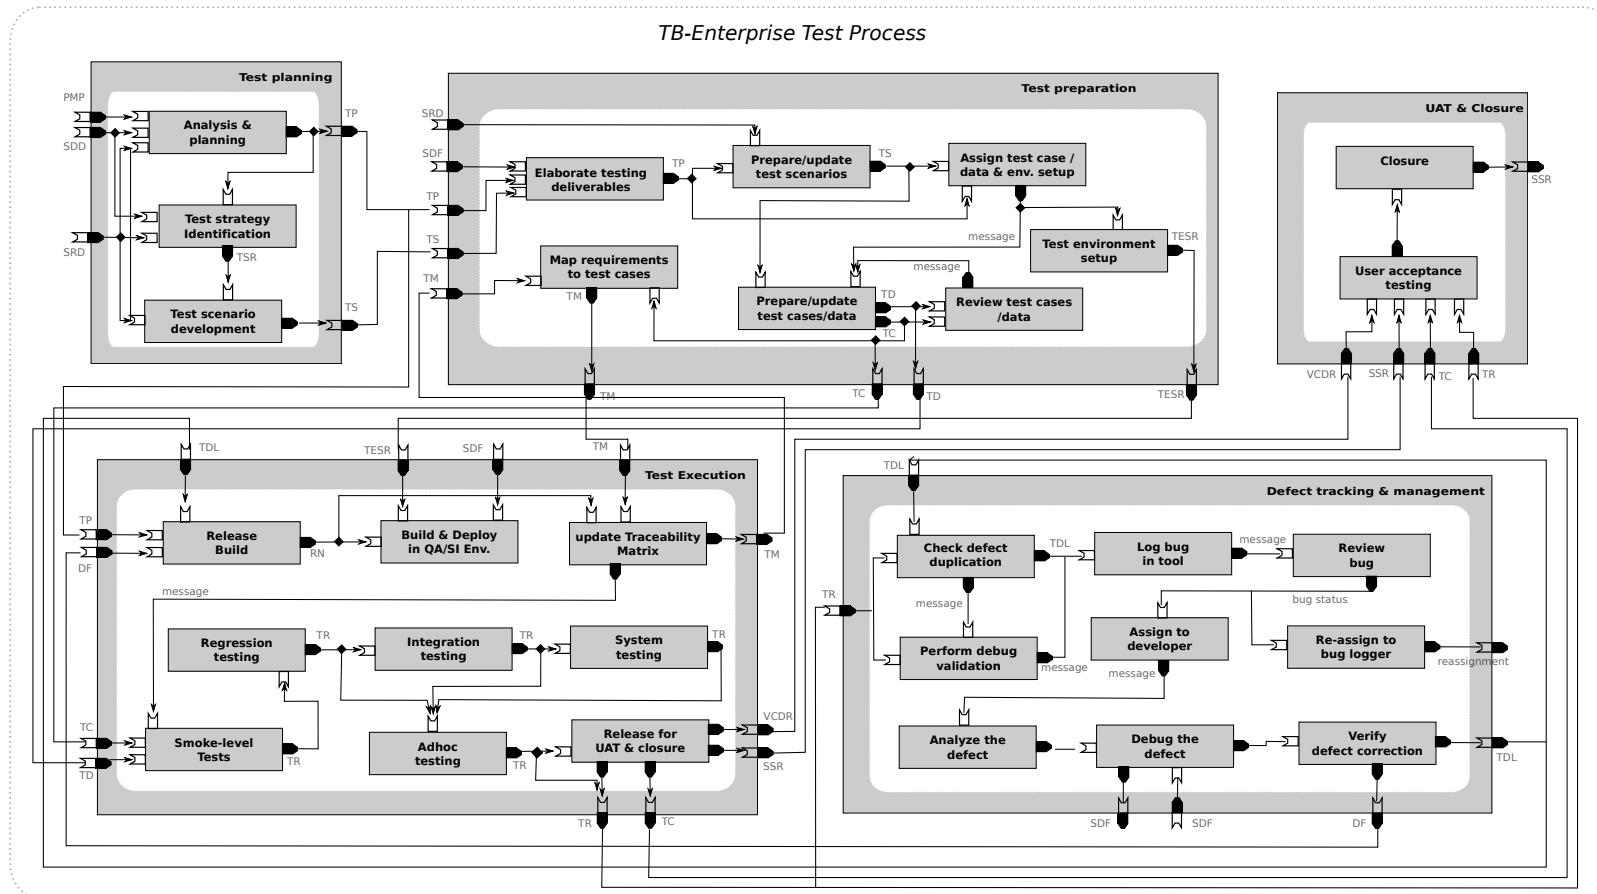 TB-Enterprise Test Process
Test planning
PMP
SDD
SRD
Analysis &
planning
TP
Test strategy
Identification
TSR
Test scenario
development
TS
Test preparation
SRD
SDF
TP
TS
TM
Elaborate testing
deliverables
TP
Prepare/update
test scenarios
TS
Assign test case /
data & env. setup
message
Test environment
setup
TESR
Map requirements
to test cases
TM
message
Prepare/update
test cases/data
TD
TC
Review test cases
/data
TM
TC
TD
TESR
UAT & Closure
Closure
SSR
User acceptance
testing
VCDR
SSR
TC
TR
Test Execution
TDL
TESR
SDF
TM
TP
DF
Release
Build
RN
Build & Deploy
in QA/SI Env.
update Traceability
Matrix
TM
message
Regression
testing
TR
Integration
testing
TR
System
testing
TR
TC
TD
Smoke-level
Tests
TR
Adhoc
testing
TR
Release for
UAT & closure
VCDR
SSR
TR
TC
Defect tracking & management
TDL
TR
Check defect
duplication
TDL
Log bug
in tool
message
Review
bug
message
bug status
Perform debug
validation
message
Assign to
developer
message
Re-assign to
bug logger
reassignment
Analyze the
defect
Debug the
defect
Verify
defect correction
TDL
SDF
SDF
DF